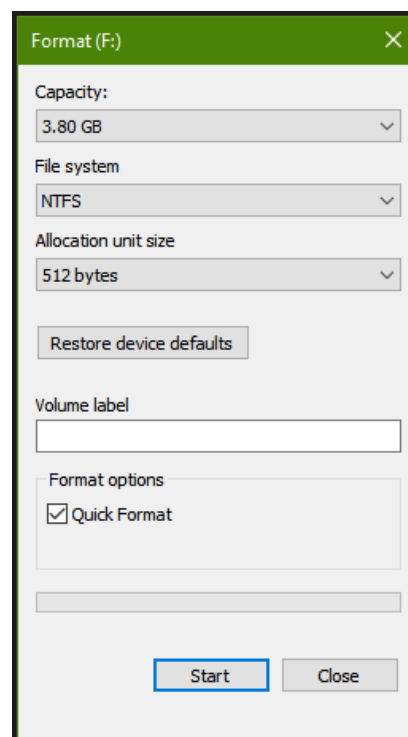 Format (F:)
Capacity:
3.80 GB
File system
NTFS
Allocation unit size
512 bytes
Restore device defaults
Volume label
Format options
Quick Format
Start
Close